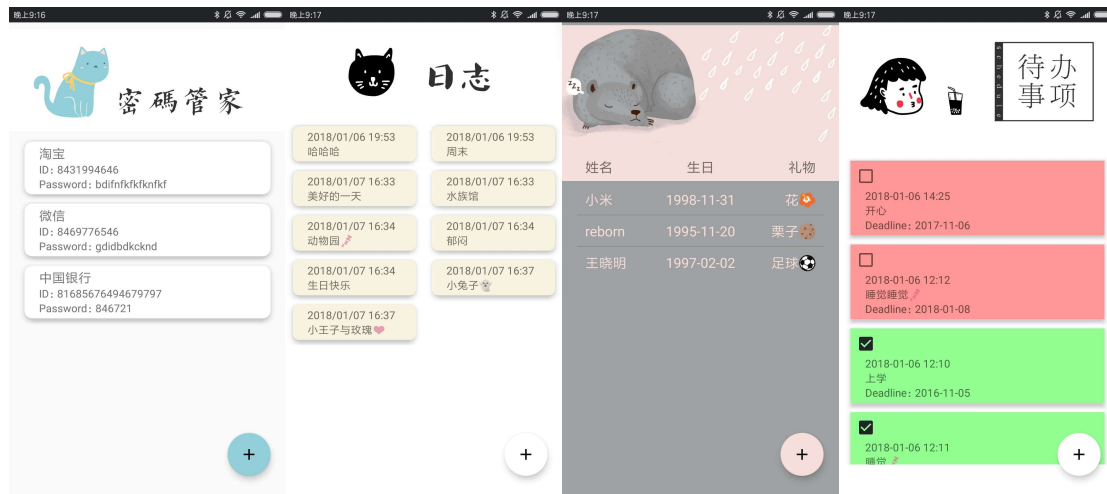 晚上9:16
密碼管家
淘宝
ID: 8431994646
Password: bdifnfkfkfknfkf
微信
ID: 8469776546
Password: gdidbdkcknd
中国银行
ID: 81685676494679797
Password: 846721
+
晚上9:17
日志
2018/01/06 19:53
哈哈哈
2018/01/06 19:53
周末
2018/01/07 16:33
美好的一天
2018/01/07 16:33
水族馆
2018/01/07 16:34
动物园
2018/01/07 16:34
郁闷
2018/01/07 16:34
生日快乐
2018/01/07 16:37
小兔子
2018/01/07 16:37
小王子与玫瑰
+
晚上9:17
zzz
姓名 生日 礼物
小米 1998-11-31 花
reborn 1995-11-20 栗子
王晓明 1997-02-02 足球
+
晚上9:17
schedule
待办
事项
2018-01-06 14:25
开心
Deadline: 2017-11-06
2018-01-06 12:12
睡觉睡觉
Deadline: 2018-01-08
2018-01-06 12:10
上学
Deadline: 2016-11-05
2018-01-06 12:11
睡觉
+